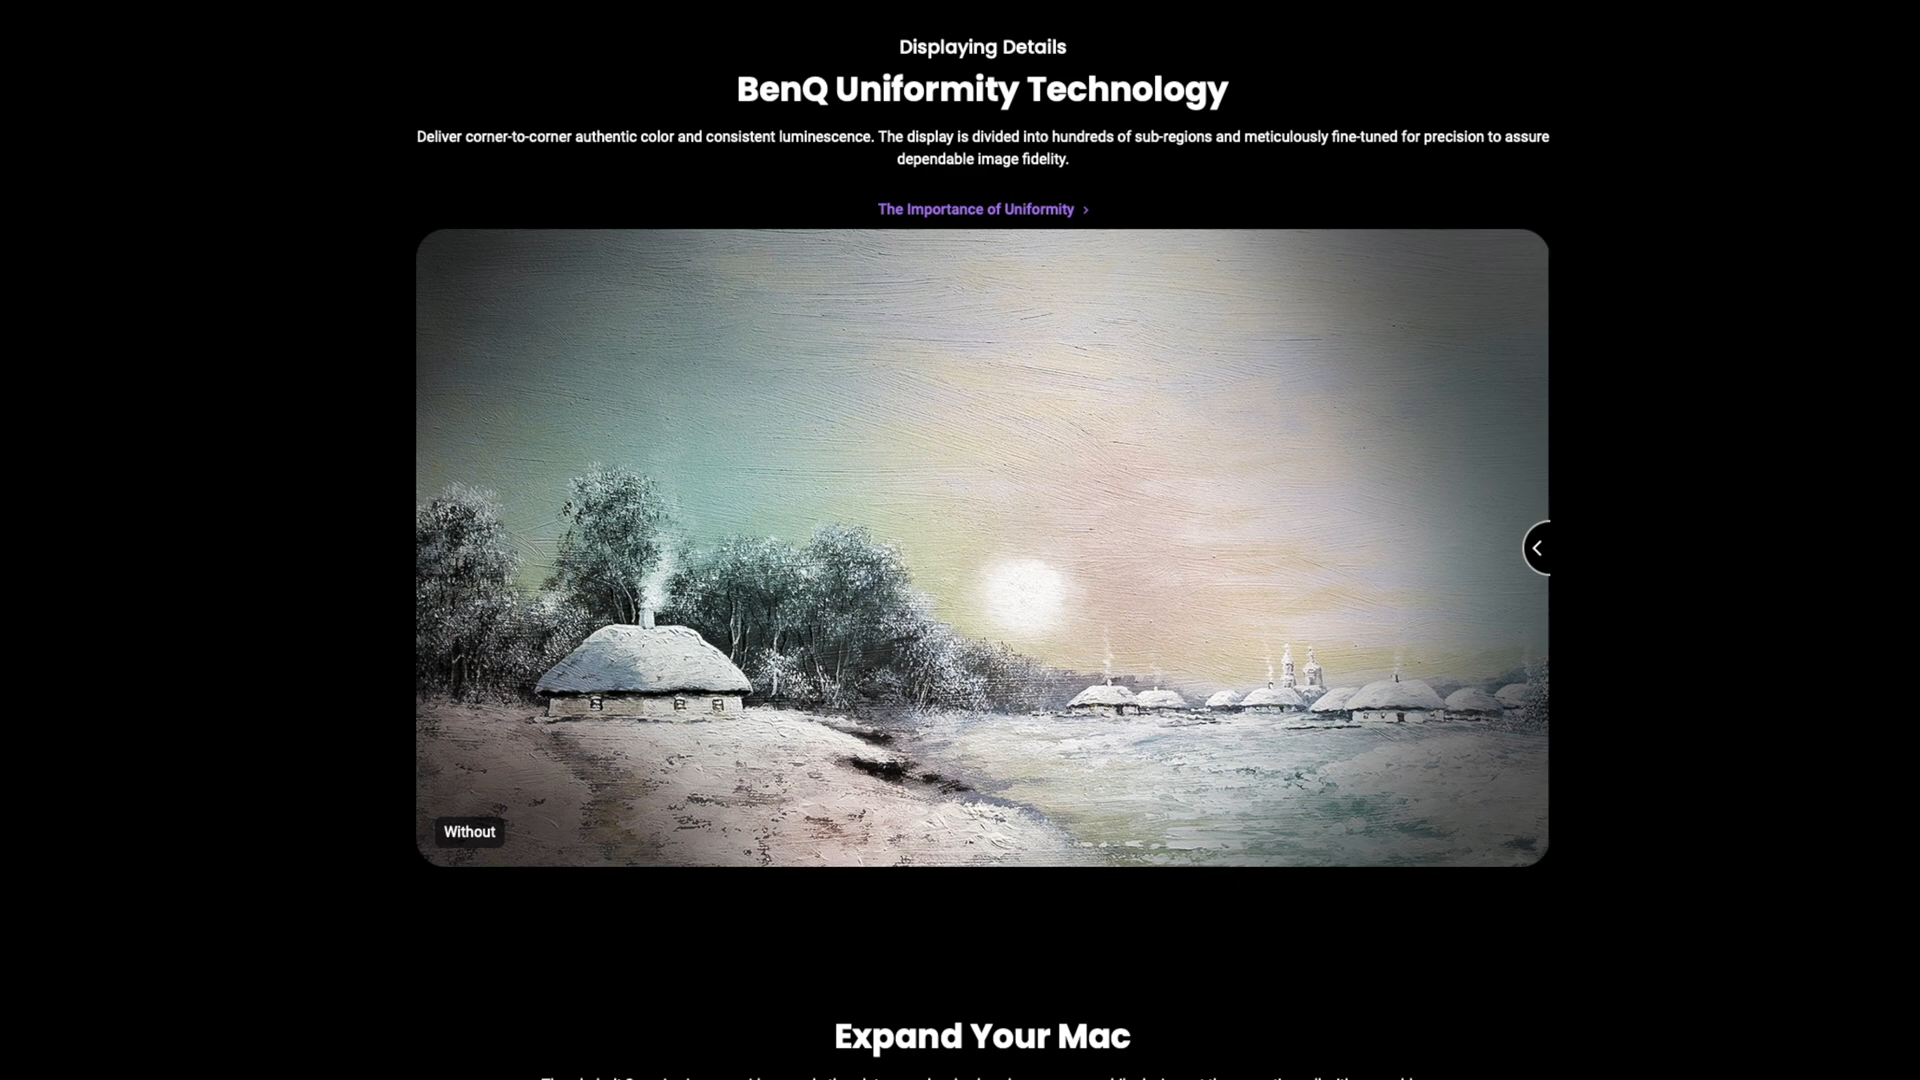 Displaying Details
BenQ Uniformity Technology
Deliver corner-to-corner authentic color and consistent luminescence. The display is divided into hundreds of sub-regions and meticulously fine-tuned for precision to assure
dependable image fidelity.
The Importance of Uniformity
Without
Expand Your Mac